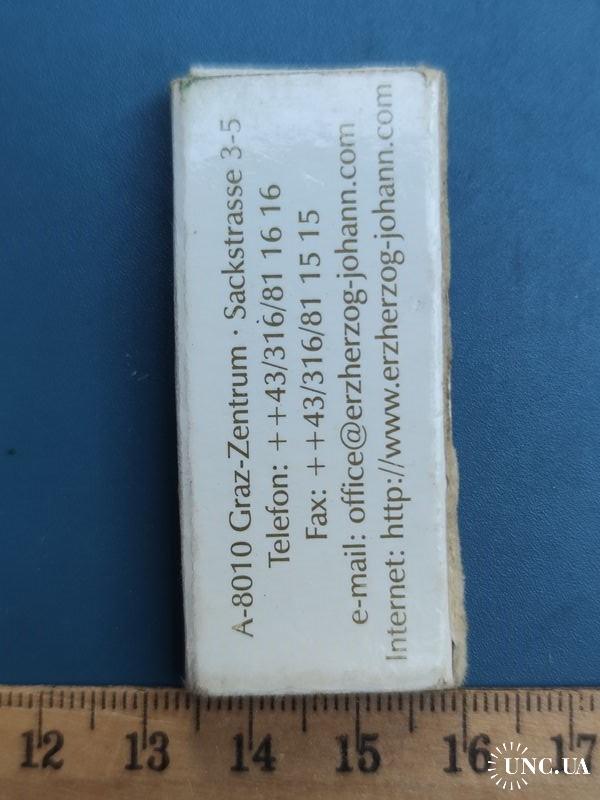 A-8010 Graz-Zentrum · Sackstrasse 3-5
Telefon: ++43/316/81 16 16
Fax: ++43/316/81 15 15
e-mail: office@erzherzog-johann.com
Internet: http://www.erzherzog-johann.com
12 13 14 15 16 17
UNC.UA